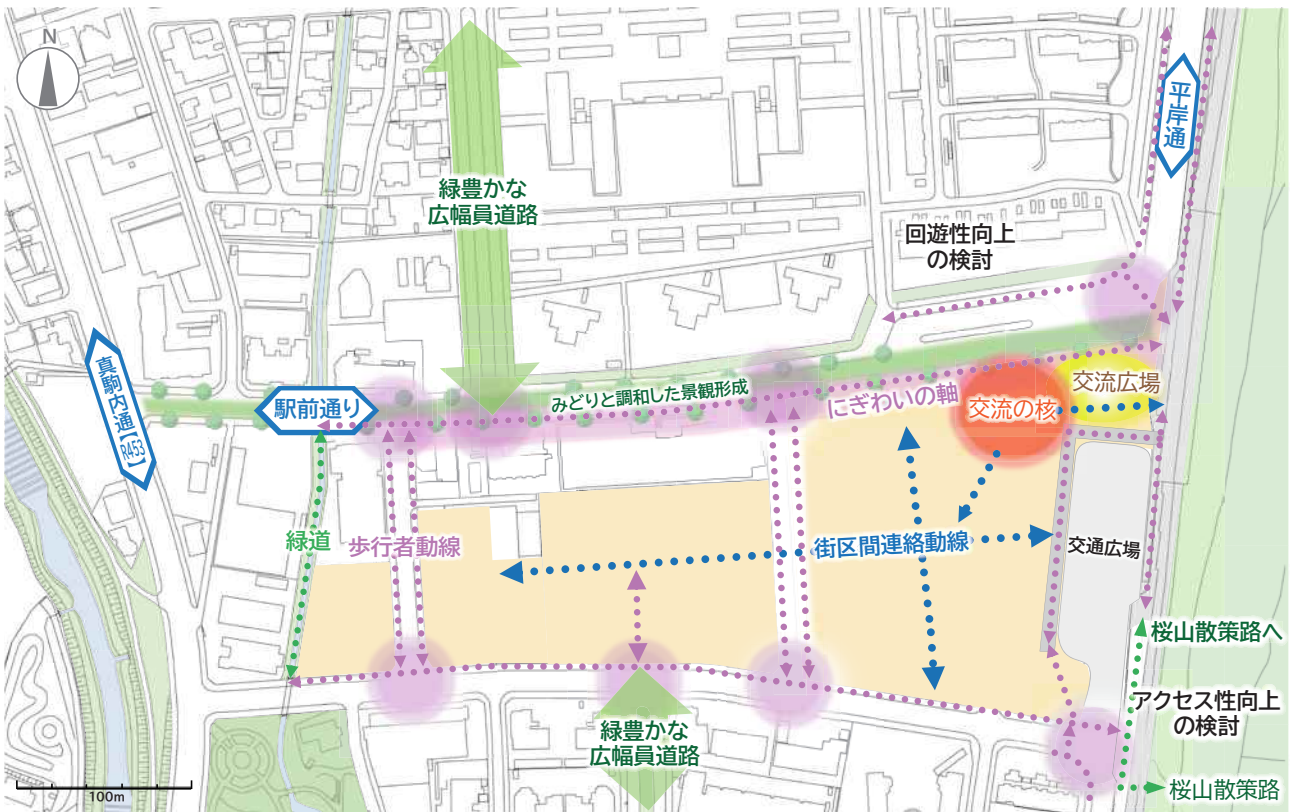 N
平岸通
緑豊かな
広幅員道路
回遊性向上
の検討
真駒内通【R453】
駅前通り
みどりと調和した景観形成
にぎわいの軸
交流の核
交流広場
緑道
歩行者動線
街区間連絡動線
交通広場
桜山散策路へ
アクセス性向上
の検討
緑豊かな
広幅員道路
桜山散策路
100m